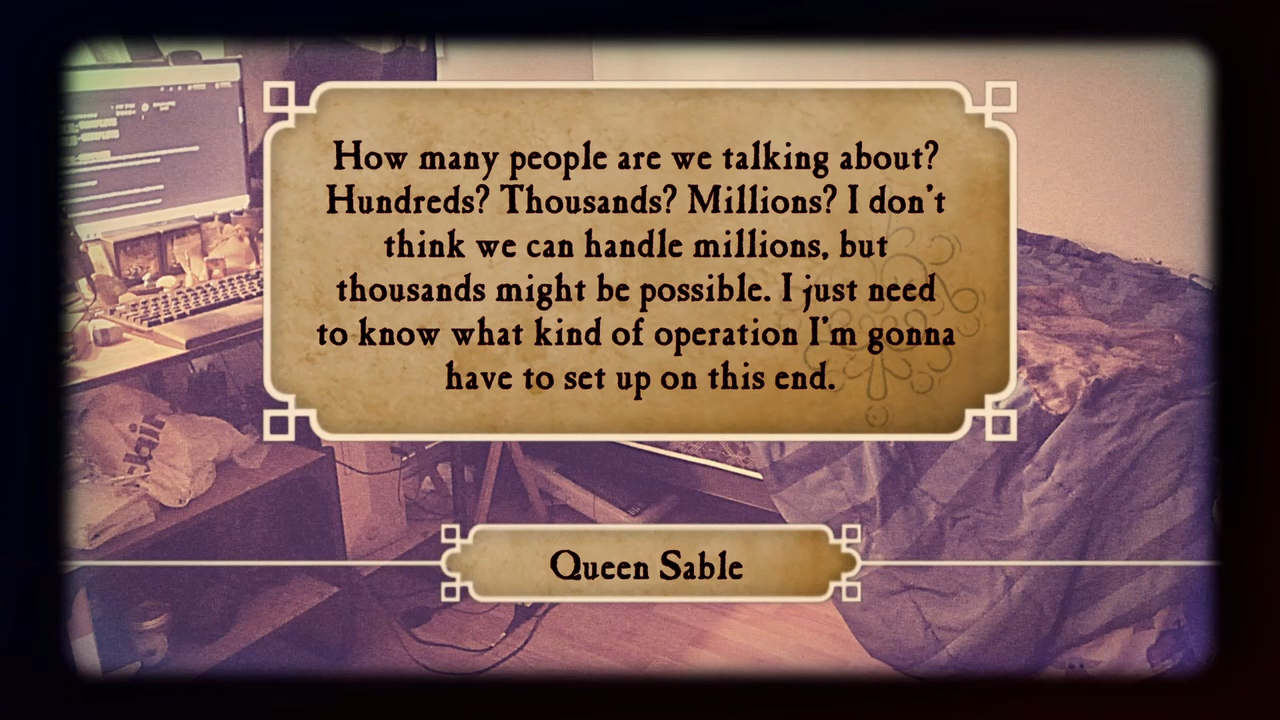 How many people are we talking about?
Hundreds? Thousands? Millions? I don't
think we can handle millions, but
thousands might be possible. I just need
to know what kind of operation I'm gonna
have to set up on this end.
Queen Sable